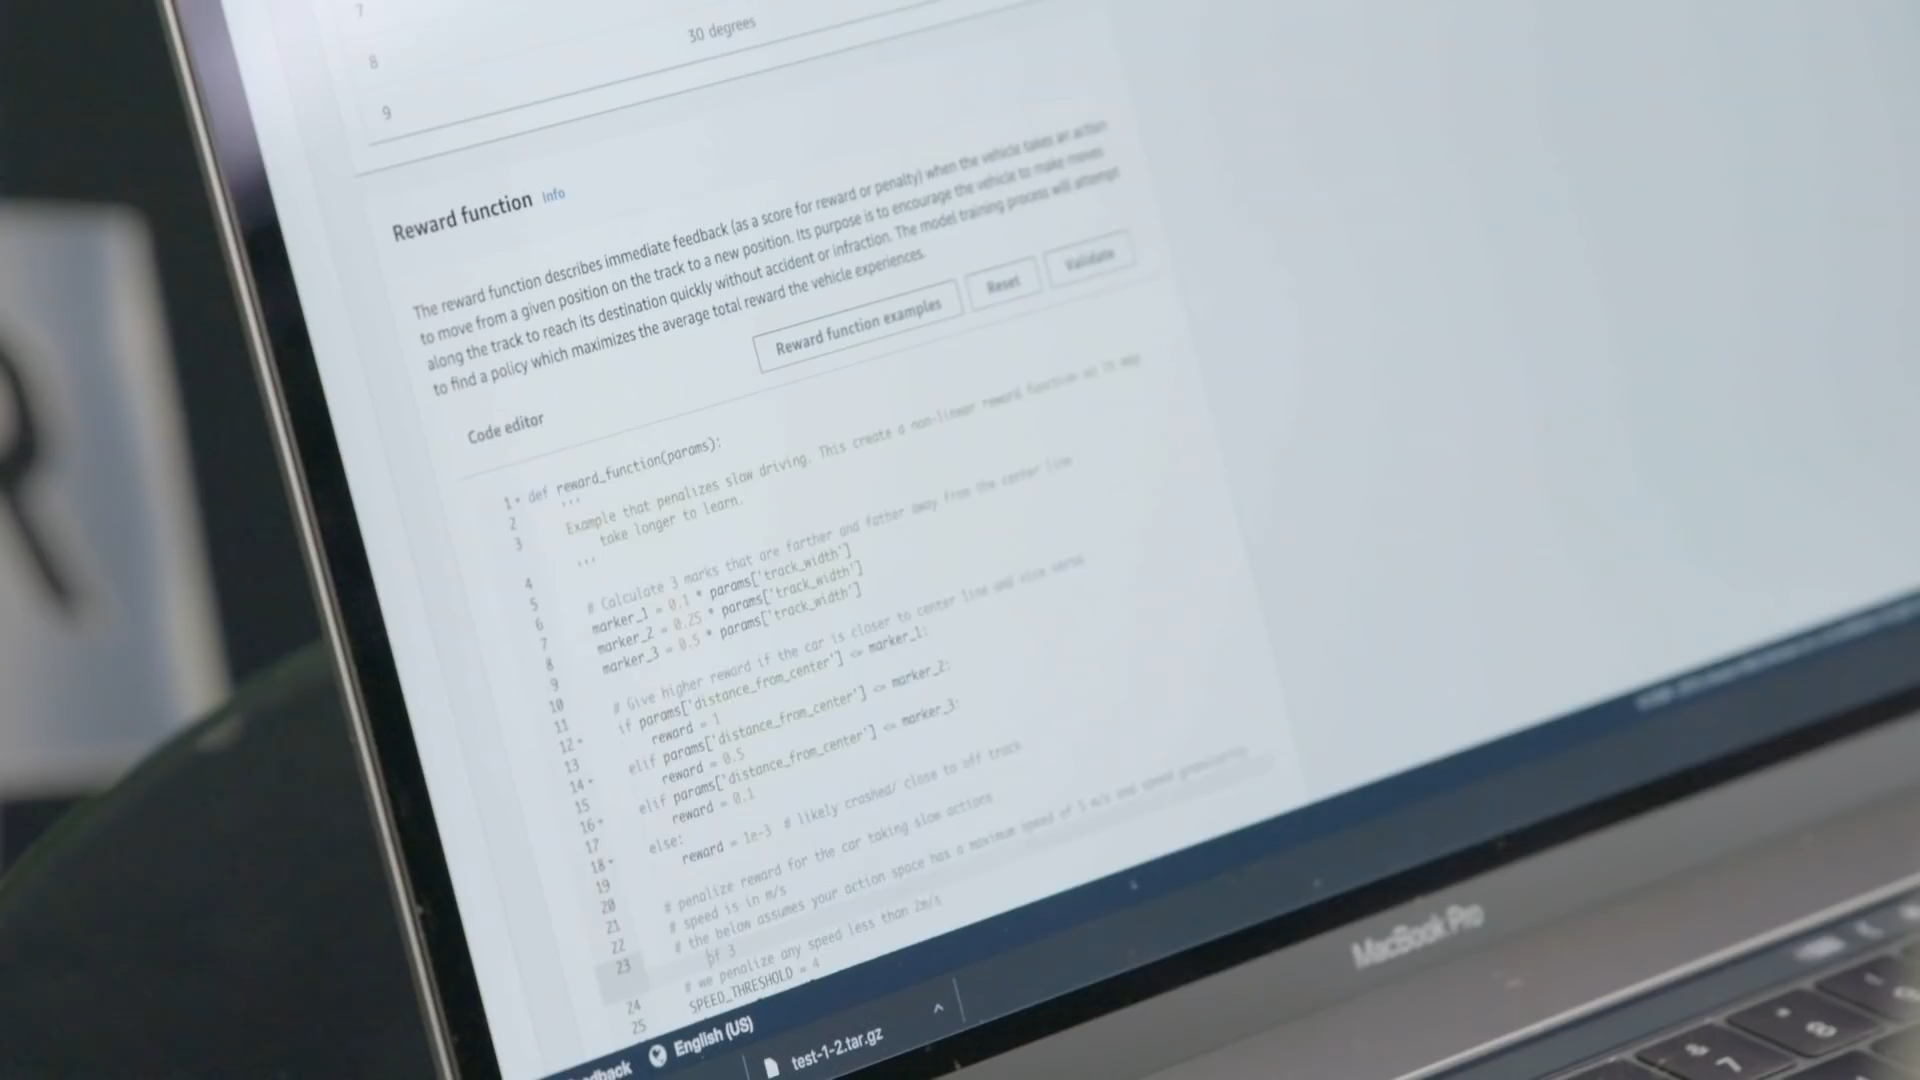 7
30 degrees
8
9
Reward function Info
The reward function describes immediate feedback (as a score for reward or penalty) when the vehicle takes an action
to move from a given position on the track to a new position. Its purpose is to encourage the vehicle to make moves
along the track to reach its destination quickly without accident or infraction. The model training process will attempt
to find a policy which maximizes the average total reward the vehicle experiences.
Reward function examples Reset Validate
Code editor
1 def reward_function(params):
2 '''
3 Example that penalizes slow driving. This create a non-linear reward function so it may
take longer to learn.
4 '''
5
6 # Calculate 3 marks that are farther and father away from the center line
7 marker_1 = 0.1 * params['track_width']
8 marker_2 = 0.25 * params['track_width']
9 marker_3 = 0.5 * params['track_width']
10
11 # Give higher reward if the car is closer to center line and vice versa
12 if params['distance_from_center'] <= marker_1:
13 reward = 1
14 elif params['distance_from_center'] <= marker_2:
15 reward = 0.5
16 elif params['distance_from_center'] <= marker_3:
17 reward = 0.1
18 else:
19 reward = 1e-3 # likely crashed/ close to off track
20
21 # penalize reward for the car taking slow actions
22 # speed is in m/s
23 # the below assumes your action space has a maximum speed of 5 m/s and speed granularity
of 3
24 # we penalize any speed less than 2m/s
25 SPEED_THRESHOLD = 4
dback English (US)
test-1-2.tar.gz
MacBook Pro
R
7
8